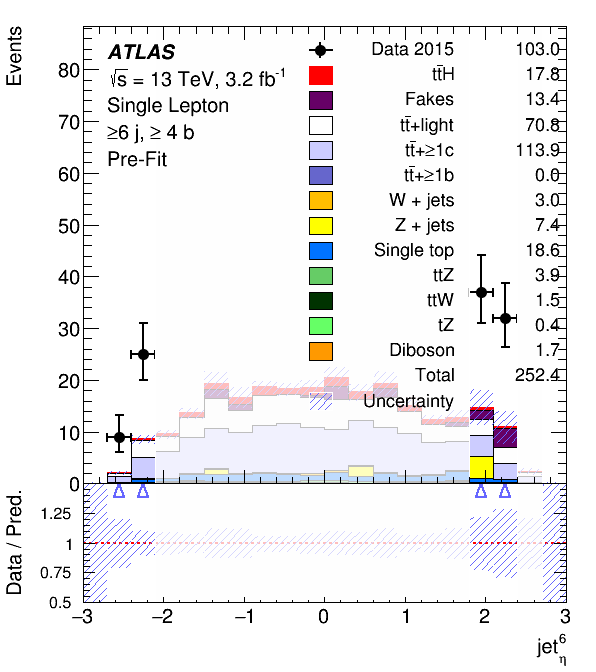 Events
ATLAS
√s = 13 TeV, 3.2 fb⁻¹
Single Lepton
≥6 j, ≥ 4 b
Pre-Fit
Data 2015 103.0
tt̄H 17.8
Fakes 13.4
tt̄+light 70.8
tt̄+≥1c 113.9
tt̄+≥1b 0.0
W + jets 3.0
Z + jets 7.4
Single top 18.6
ttZ 3.9
ttW 1.5
tZ 0.4
Diboson 1.7
Total 252.4
Uncertainty
80
70
60
50
40
30
20
10
0
Data / Pred.
1.25
1
0.75
0.5
−3 −2 −1 0 1 2 3
jet⁶η